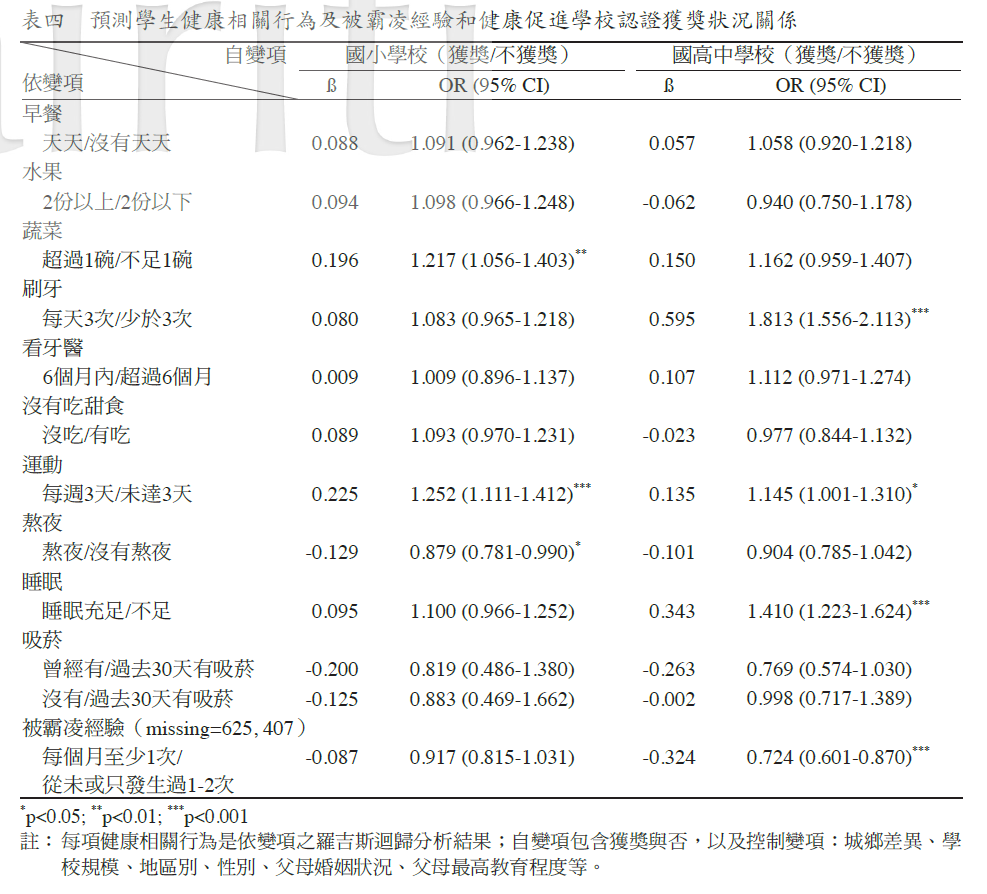 表四　預測學生健康相關行為及被霸凌經驗和健康促進學校認證獲獎狀況關係
自變項　國小學校（獲獎/不獲獎）　國高中學校（獲獎/不獲獎）
依變項　ß　OR (95% CI)　ß　OR (95% CI)
早餐
天天/沒有天天　0.088　1.091 (0.962-1.238)　0.057　1.058 (0.920-1.218)
水果
2份以上/2份以下　0.094　1.098 (0.966-1.248)　-0.062　0.940 (0.750-1.178)
蔬菜
超過1碗/不足1碗　0.196　1.217 (1.056-1.403)**　0.150　1.162 (0.959-1.407)
刷牙
每天3次/少於3次　0.080　1.083 (0.965-1.218)　0.595　1.813 (1.556-2.113)***
看牙醫
6個月內/超過6個月　0.009　1.009 (0.896-1.137)　0.107　1.112 (0.971-1.274)
沒有吃甜食
沒吃/有吃　0.089　1.093 (0.970-1.231)　-0.023　0.977 (0.844-1.132)
運動
每週3天/未達3天　0.225　1.252 (1.111-1.412)***　0.135　1.145 (1.001-1.310)*
熬夜
熬夜/沒有熬夜　-0.129　0.879 (0.781-0.990)*　-0.101　0.904 (0.785-1.042)
睡眠
睡眠充足/不足　0.095　1.100 (0.966-1.252)　0.343　1.410 (1.223-1.624)***
吸菸
曾經有/過去30天有吸菸　-0.200　0.819 (0.486-1.380)　-0.263　0.769 (0.574-1.030)
沒有/過去30天有吸菸　-0.125　0.883 (0.469-1.662)　-0.002　0.998 (0.717-1.389)
被霸凌經驗（missing=625, 407）
每個月至少1次/　-0.087　0.917 (0.815-1.031)　-0.324　0.724 (0.601-0.870)***
從未或只發生過1-2次
*p<0.05; **p<0.01; ***p<0.001
註：每項健康相關行為是依變項之羅吉斯迴歸分析結果；自變項包含獲獎與否，以及控制變項：城鄉差異、學
校規模、地區別、性別、父母婚姻狀況、父母最高教育程度等。